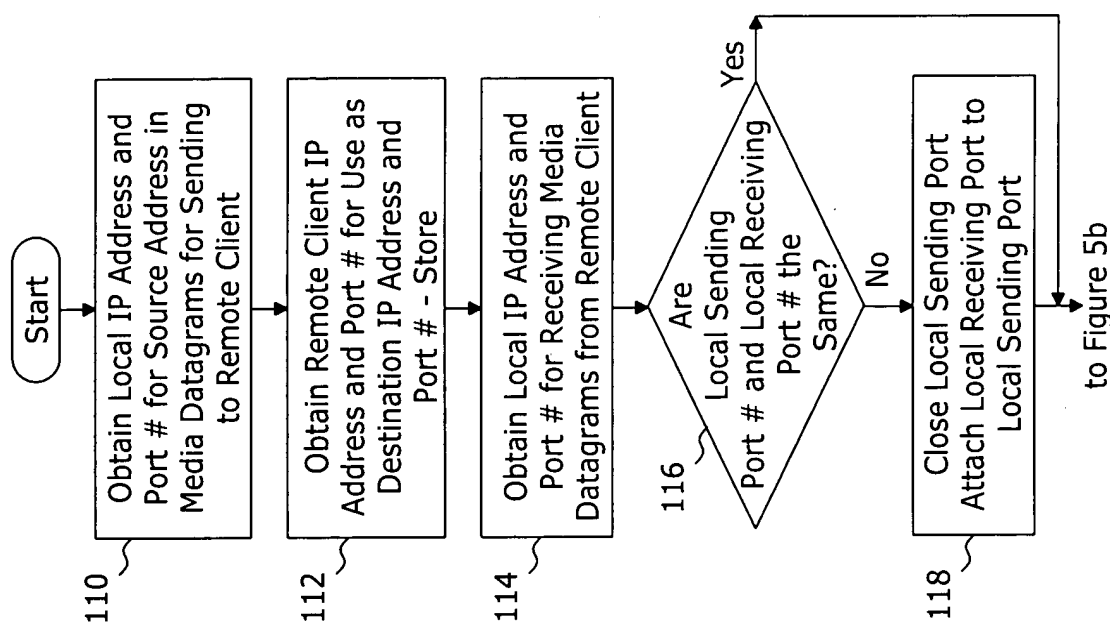 Start
110
Obtain Local IP Address and
Port # for Source Address in
Media Datagrams for Sending
to Remote Client
112
Obtain Remote Client IP
Address and Port # for Use as
Destination IP Address and
Port # - Store
114
Obtain Local IP Address and
Port # for Receiving Media
Datagrams from Remote Client
116
Are
Local Sending
Port # and Local Receiving
Port # the
Same?
Yes
No
118
Close Local Sending Port
Attach Local Receiving Port to
Local Sending Port
to Figure 5b